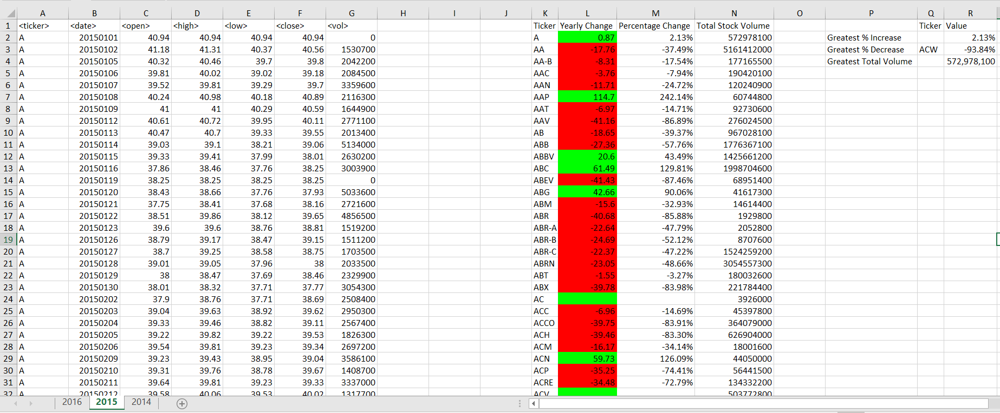 A B C D E F G H I J K L M N O P Q R
1 <ticker> <date> <open> <high> <low> <close> <vol> Ticker Yearly Change Percentage Change Total Stock Volume Ticker Value
2 A 20150101 40.94 40.94 40.94 40.94 0 A 0.87 2.13% 572978100 Greatest % Increase 2.13%
3 A 20150102 41.18 41.31 40.37 40.56 1530700 AA -17.76 -37.49% 5161412000 Greatest % Decrease ACW -93.84%
4 A 20150105 40.32 40.46 39.7 39.8 2042200 AA-B -8.31 -17.54% 177165500 Greatest Total Volume 572,978,100
5 A 20150106 39.81 40.02 39.02 39.18 2084500 AAC -3.76 -7.94% 190420100
6 A 20150107 39.52 39.81 39.29 39.7 3359600 AAN -11.71 -24.72% 120240900
7 A 20150108 40.24 40.98 40.18 40.89 2116300 AAP 114.7 242.14% 60744800
8 A 20150109 41 41 40.29 40.59 1644900 AAT -6.97 -14.71% 92730600
9 A 20150112 40.61 40.72 39.95 40.11 2771100 AAV -41.16 -86.89% 276024500
10 A 20150113 40.47 40.7 39.33 39.55 2013400 AB -18.65 -39.37% 967028100
11 A 20150114 39.03 39.1 38.21 39.06 5134000 ABB -27.36 -57.76% 1776367100
12 A 20150115 39.33 39.41 37.99 38.01 2630200 ABBV 20.6 43.49% 1425661200
13 A 20150116 37.86 38.46 37.76 38.25 3003900 ABC 61.49 129.81% 1998704600
14 A 20150119 38.25 38.25 38.25 38.25 0 ABEV -41.43 -87.46% 68951400
15 A 20150120 38.43 38.66 37.76 37.93 5033600 ABG 42.66 90.06% 41617300
16 A 20150121 37.75 38.41 37.68 38.16 2721600 ABM -15.6 -32.93% 14614400
17 A 20150122 38.51 39.86 38.12 39.65 4856500 ABR -40.68 -85.88% 1929800
18 A 20150123 39.6 39.6 38.76 38.81 1519200 ABR-A -22.64 -47.79% 2052800
19 A 20150126 38.79 39.17 38.47 39.15 1511200 ABR-B -24.69 -52.12% 8707600
20 A 20150127 38.7 39.25 38.58 38.75 1703500 ABR-C -22.37 -47.22% 1524259200
21 A 20150128 39.01 39.05 37.96 38 2033500 ABRN -23.05 -48.66% 3054557300
22 A 20150129 38 38.47 37.69 38.46 2329900 ABT -1.55 -3.27% 180032600
23 A 20150130 38.01 38.32 37.71 37.77 3054300 ABX -39.78 -83.98% 221784400
24 A 20150202 37.9 38.76 37.71 38.69 2508400 AC 3926000
25 A 20150203 39.04 39.63 38.92 39.62 2950300 ACC -6.96 -14.69% 45397800
26 A 20150204 39.33 39.46 38.82 39.11 2567400 ACCO -39.75 -83.91% 364079000
27 A 20150205 39.22 39.82 39.22 39.53 1826300 ACH -39.46 -83.30% 626904000
28 A 20150206 39.54 39.81 39.23 39.34 2697200 ACM -16.17 -34.14% 18001600
29 A 20150209 39.23 39.43 38.95 39.04 3586100 ACN 59.73 126.09% 44050000
30 A 20150210 39.31 39.76 38.78 39.67 1408700 ACP -35.25 -74.41% 56441500
31 A 20150211 39.64 39.81 39.23 39.33 3337000 ACRE -34.48 -72.79% 134332200
32 A 20150212 39.58 40.06 39.53 40.02 1317700 ACV 503772800
2016 2015 2014